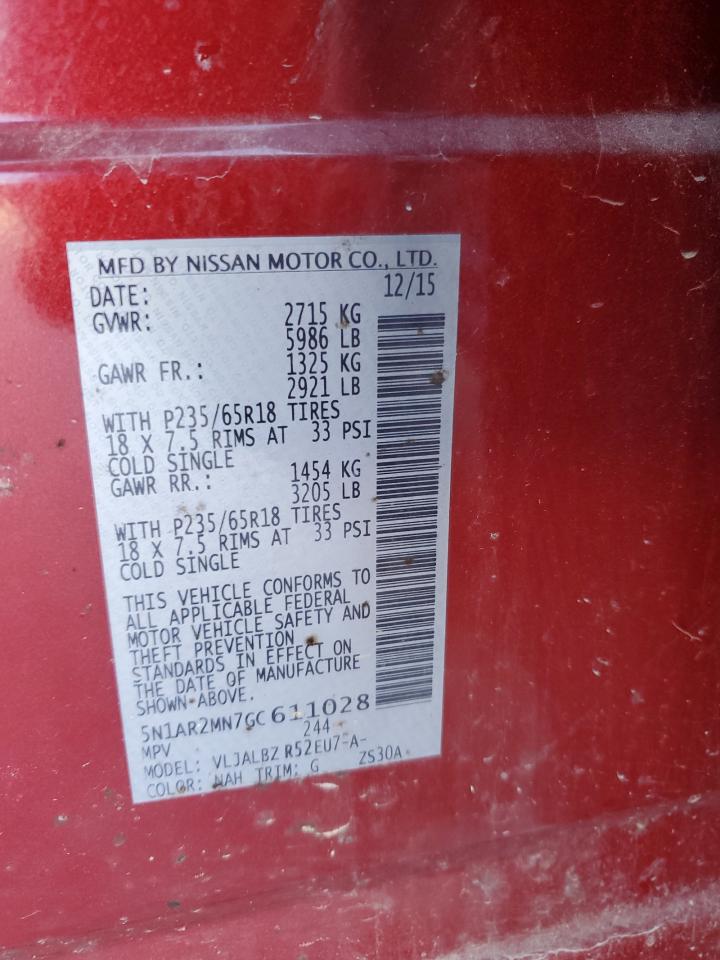 MFD BY NISSAN MOTOR CO., LTD.
DATE: 12/15
GVWR: 2715 KG
5986 LB
GAWR FR.: 1325 KG
2921 LB
WITH P235/65R18 TIRES
18 X 7.5 RIMS AT 33 PSI
COLD SINGLE
GAWR RR.: 1454 KG
3205 LB
WITH P235/65R18 TIRES
18 X 7.5 RIMS AT 33 PSI
COLD SINGLE
THIS VEHICLE CONFORMS TO
ALL APPLICABLE FEDERAL
MOTOR VEHICLE SAFETY AND
THEFT PREVENTION
STANDARDS IN EFFECT ON
THE DATE OF MANUFACTURE
SHOWN ABOVE.
5N1AR2MN7GC611028
MPV 244
MODEL: VLJALBZ R52EU7-A-
COLOR: NAH TRIM: G ZS30A